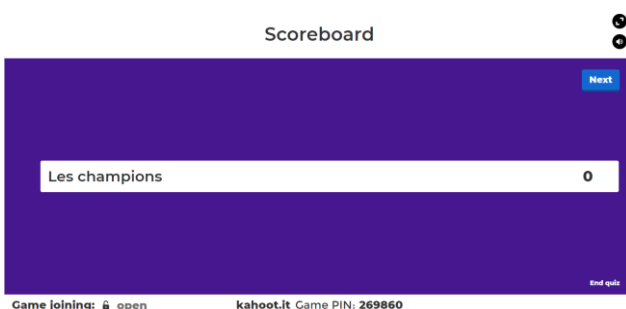 Scoreboard
Next
Les champions 0
End quiz
Game joining: open kahoot.it Game PIN: 269860